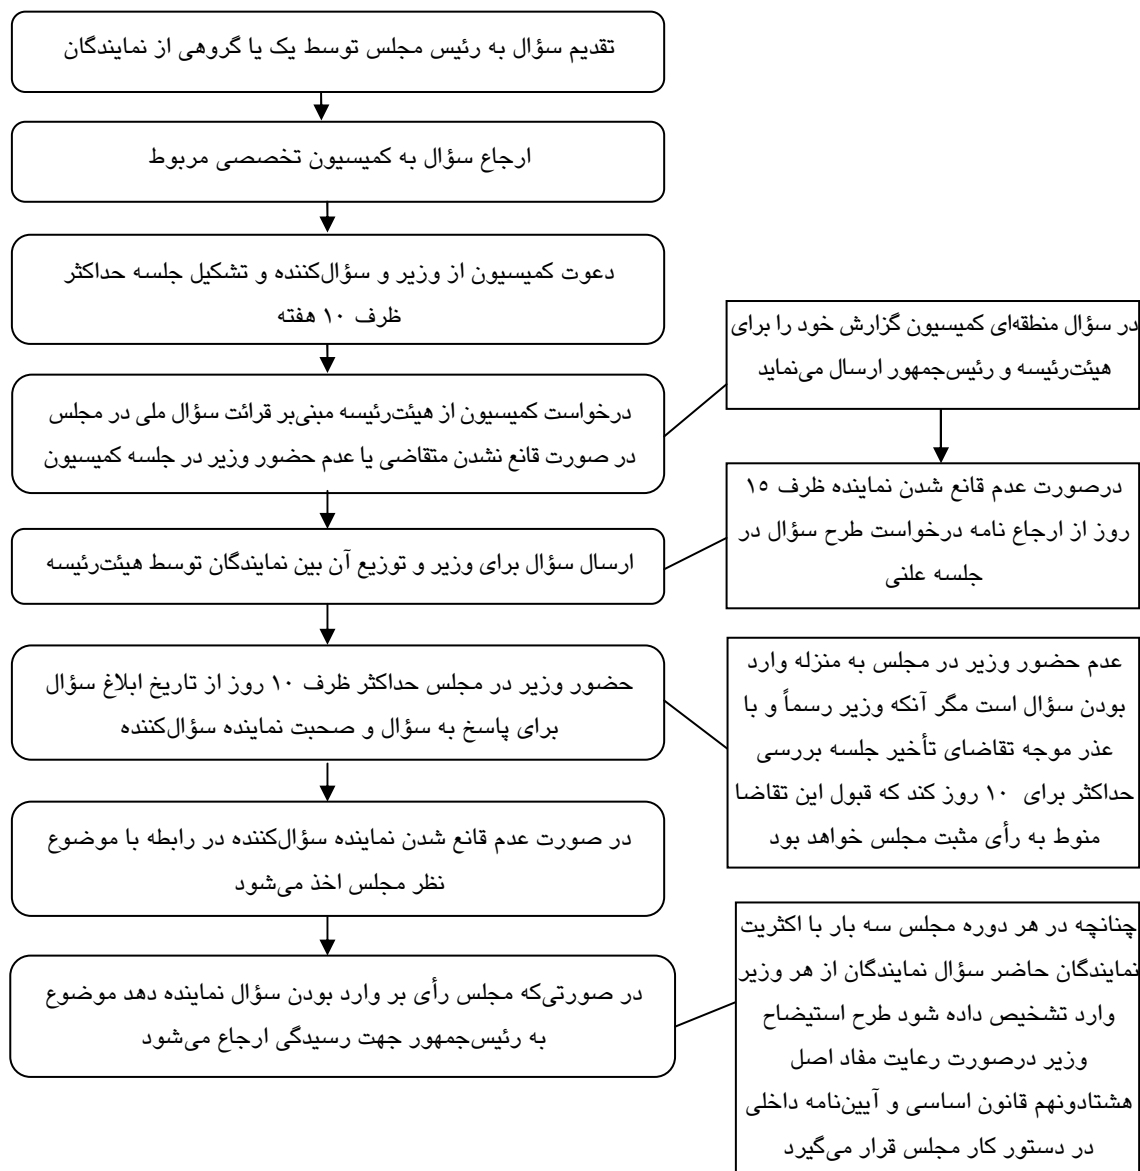 تقدیم سؤال به رئیس مجلس توسط یک یا گروهی از نمایندگان
ارجاع سؤال به کمیسیون تخصصی مربوط
دعوت کمیسیون از وزیر و سؤال‌کننده و تشکیل جلسه حداکثر
ظرف ۱۰ هفته
درخواست کمیسیون از هیئت‌رئیسه مبنی‌بر قرائت سؤال ملی در مجلس
در صورت قانع نشدن متقاضی یا عدم حضور وزیر در جلسه کمیسیون
ارسال سؤال برای وزیر و توزیع آن بین نمایندگان توسط هیئت‌رئیسه
حضور وزیر در مجلس حداکثر ظرف ۱۰ روز از تاریخ ابلاغ سؤال
برای پاسخ به سؤال و صحبت نماینده سؤال‌کننده
در صورت عدم قانع شدن نماینده سؤال‌کننده در رابطه با موضوع
نظر مجلس اخذ می‌شود
در صورتی‌که مجلس رأی بر وارد بودن سؤال نماینده دهد موضوع
به رئیس‌جمهور جهت رسیدگی ارجاع می‌شود
در سؤال منطقه‌ای کمیسیون گزارش خود را برای
هیئت‌رئیسه و رئیس‌جمهور ارسال می‌نماید
درصورت عدم قانع شدن نماینده ظرف ۱۵
روز از ارجاع نامه درخواست طرح سؤال در
جلسه علنی
عدم حضور وزیر در مجلس به منزله وارد
بودن سؤال است مگر آنکه وزیر رسماً و با
عذر موجه تقاضای تأخیر جلسه بررسی
حداکثر برای ۱۰ روز کند که قبول این تقاضا
منوط به رأی مثبت مجلس خواهد بود
چنانچه در هر دوره مجلس سه بار با اکثریت
نمایندگان حاضر سؤال نمایندگان از هر وزیر
وارد تشخیص داده شود طرح استیضاح
وزیر درصورت رعایت مفاد اصل
هشتادونهم قانون اساسی و آیین‌نامه داخلی
در دستور کار مجلس قرار می‌گیرد